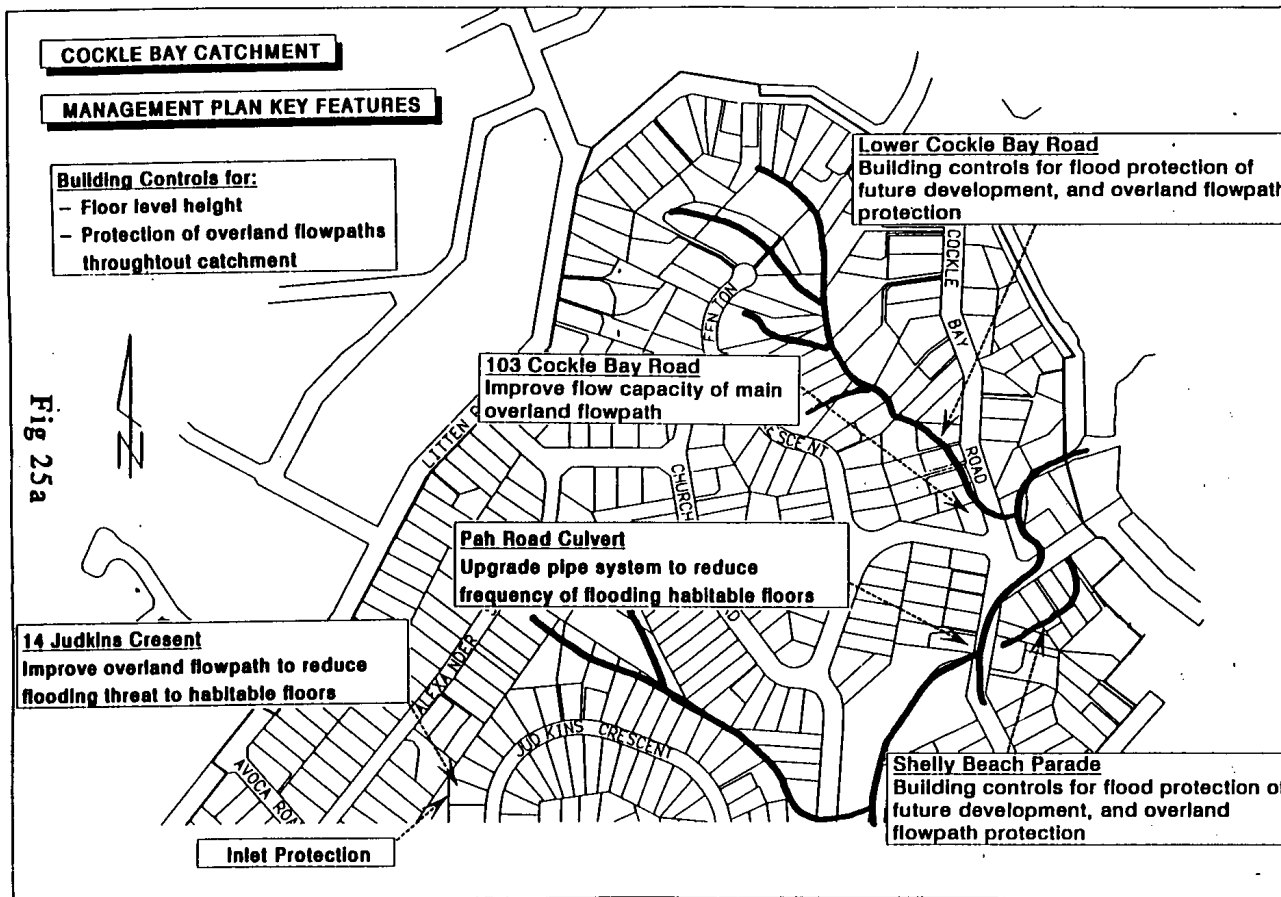 COCKLE BAY CATCHMENT
MANAGEMENT PLAN KEY FEATURES
Building Controls for:
– Floor level height
– Protection of overland flowpaths
throughtout catchment
Lower Cockle Bay Road
Building controls for flood protection of
future development, and overland flowpath
protection
COCKLE
BAY
ROAD
FENTON
103 Cockle Bay Road
Improve flow capacity of main
overland flowpath
ESCENT
LITTEN
CHURCH
Fig 25a
N
Pah Road Culvert
Upgrade pipe system to reduce
frequency of flooding habitable floors
14 Judkins Cresent
Improve overland flowpath to reduce
flooding threat to habitable floors
ALEXANDER
JUDKINS CRESCENT
AVOCA ROA
Shelly Beach Parade
Building controls for flood protection of
future development, and overland
flowpath protection
Inlet Protection